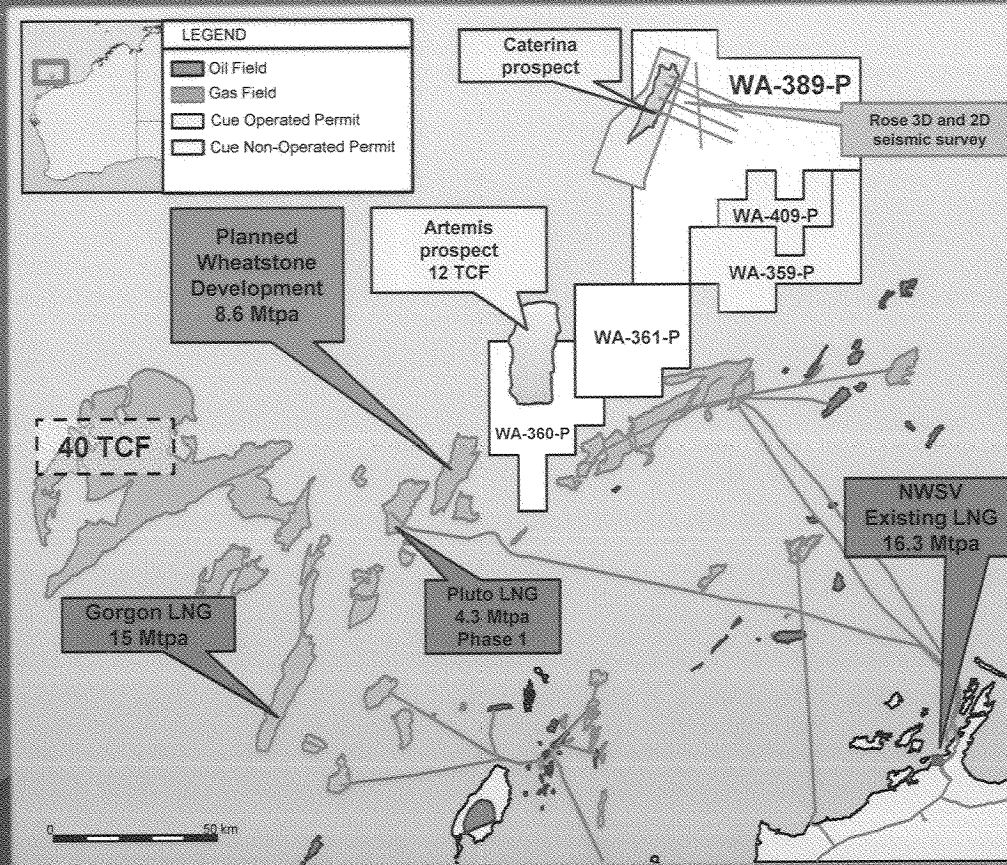 LEGEND
Oil Field
Gas Field
Cue Operated Permit
Cue Non-Operated Permit
Caterina
prospect
WA-389-P
Rose 3D and 2D
seismic survey
WA-409-P
WA-359-P
Planned
Wheatstone
Development
8.6 Mtpa
Artemis
prospect
12 TCF
WA-361-P
WA-360-P
40 TCF
NWSV
Existing LNG
16.3 Mtpa
Gorgon LNG
15 Mtpa
Pluto LNG
4.3 Mtpa
Phase 1
0 50 km